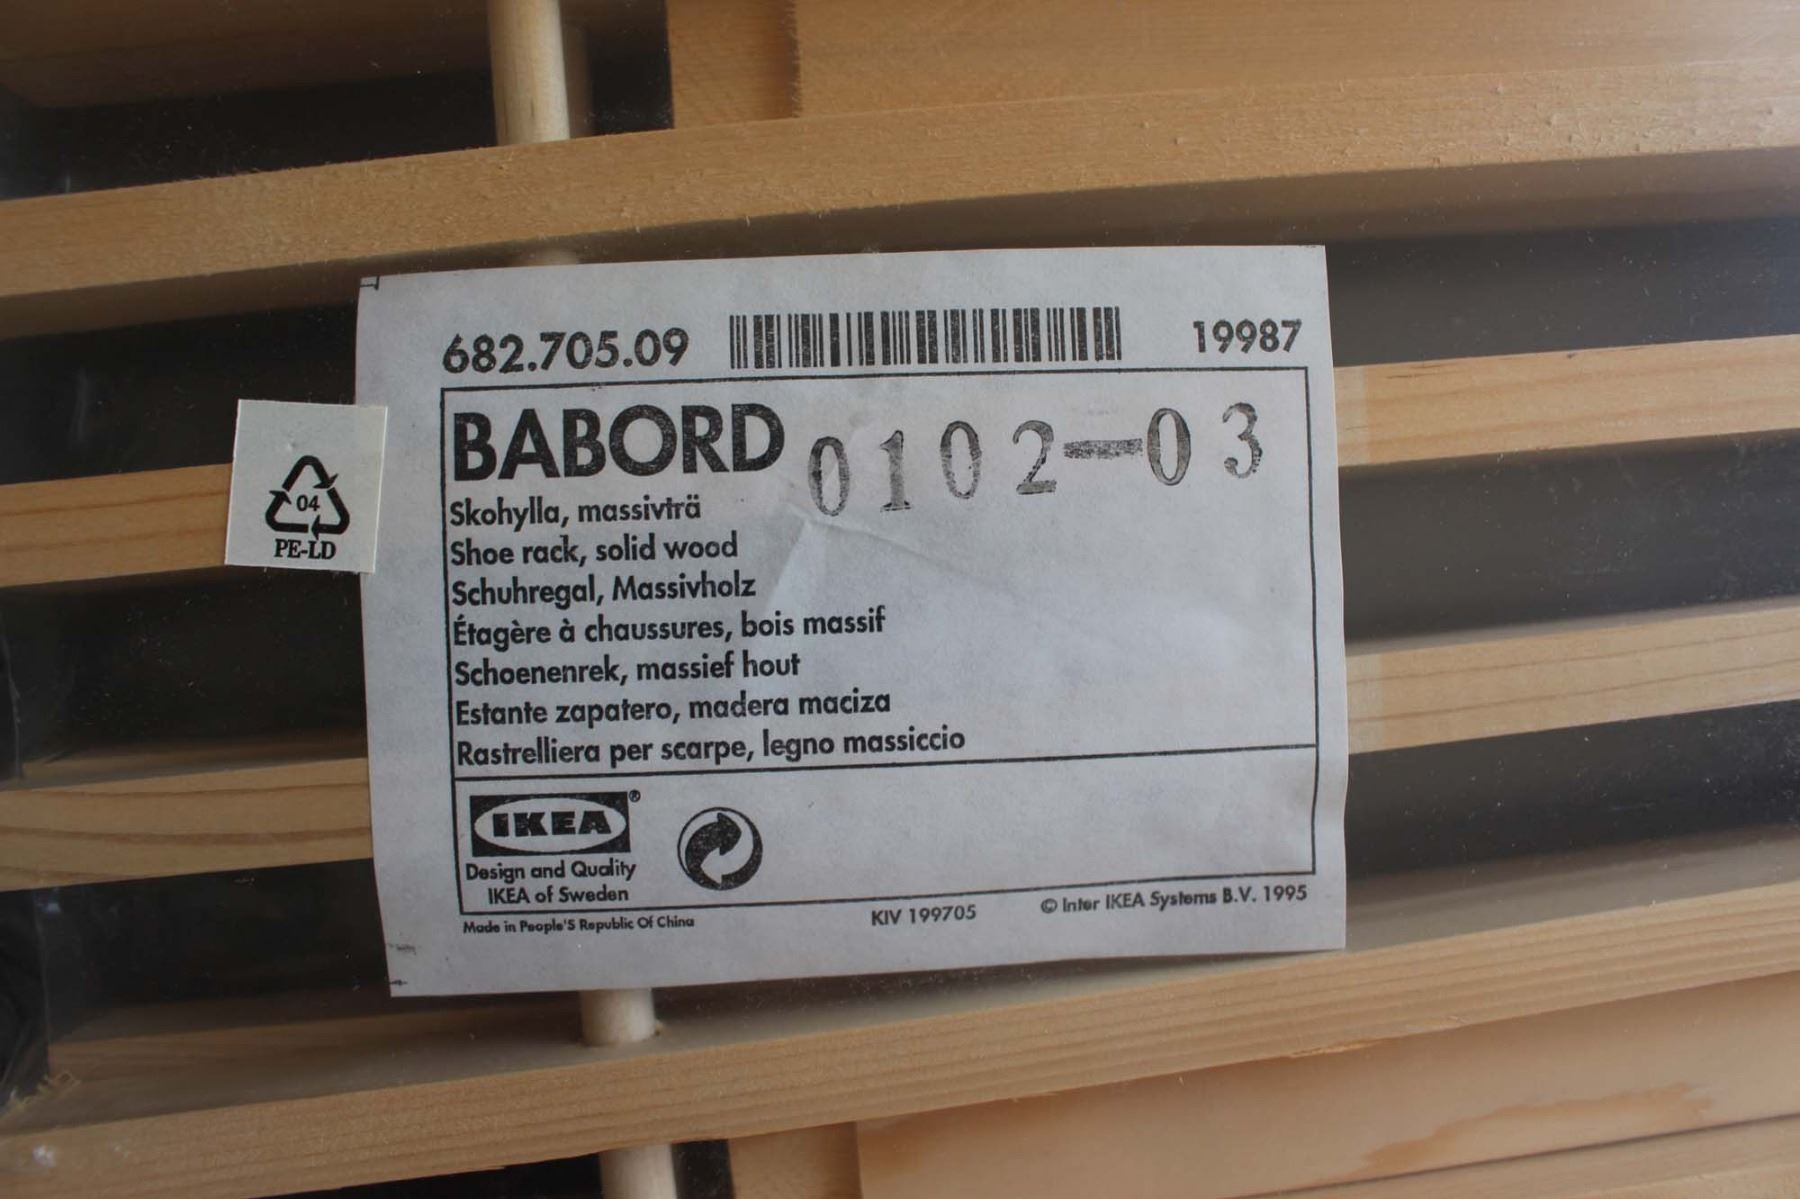 682.705.09 19987
BABORD 0102-03
Skohylla, massivträ
Shoe rack, solid wood
Schuhregal, Massivholz
Étagère à chaussures, bois massif
Schoenenrek, massief hout
Estante zapatero, madera maciza
Rastrelliera per scarpe, legno massiccio
04
PE-LD
IKEA®
Design and Quality
IKEA of Sweden
Made in People'S Republic Of China KIV 199705 © Inter IKEA Systems B.V. 1995